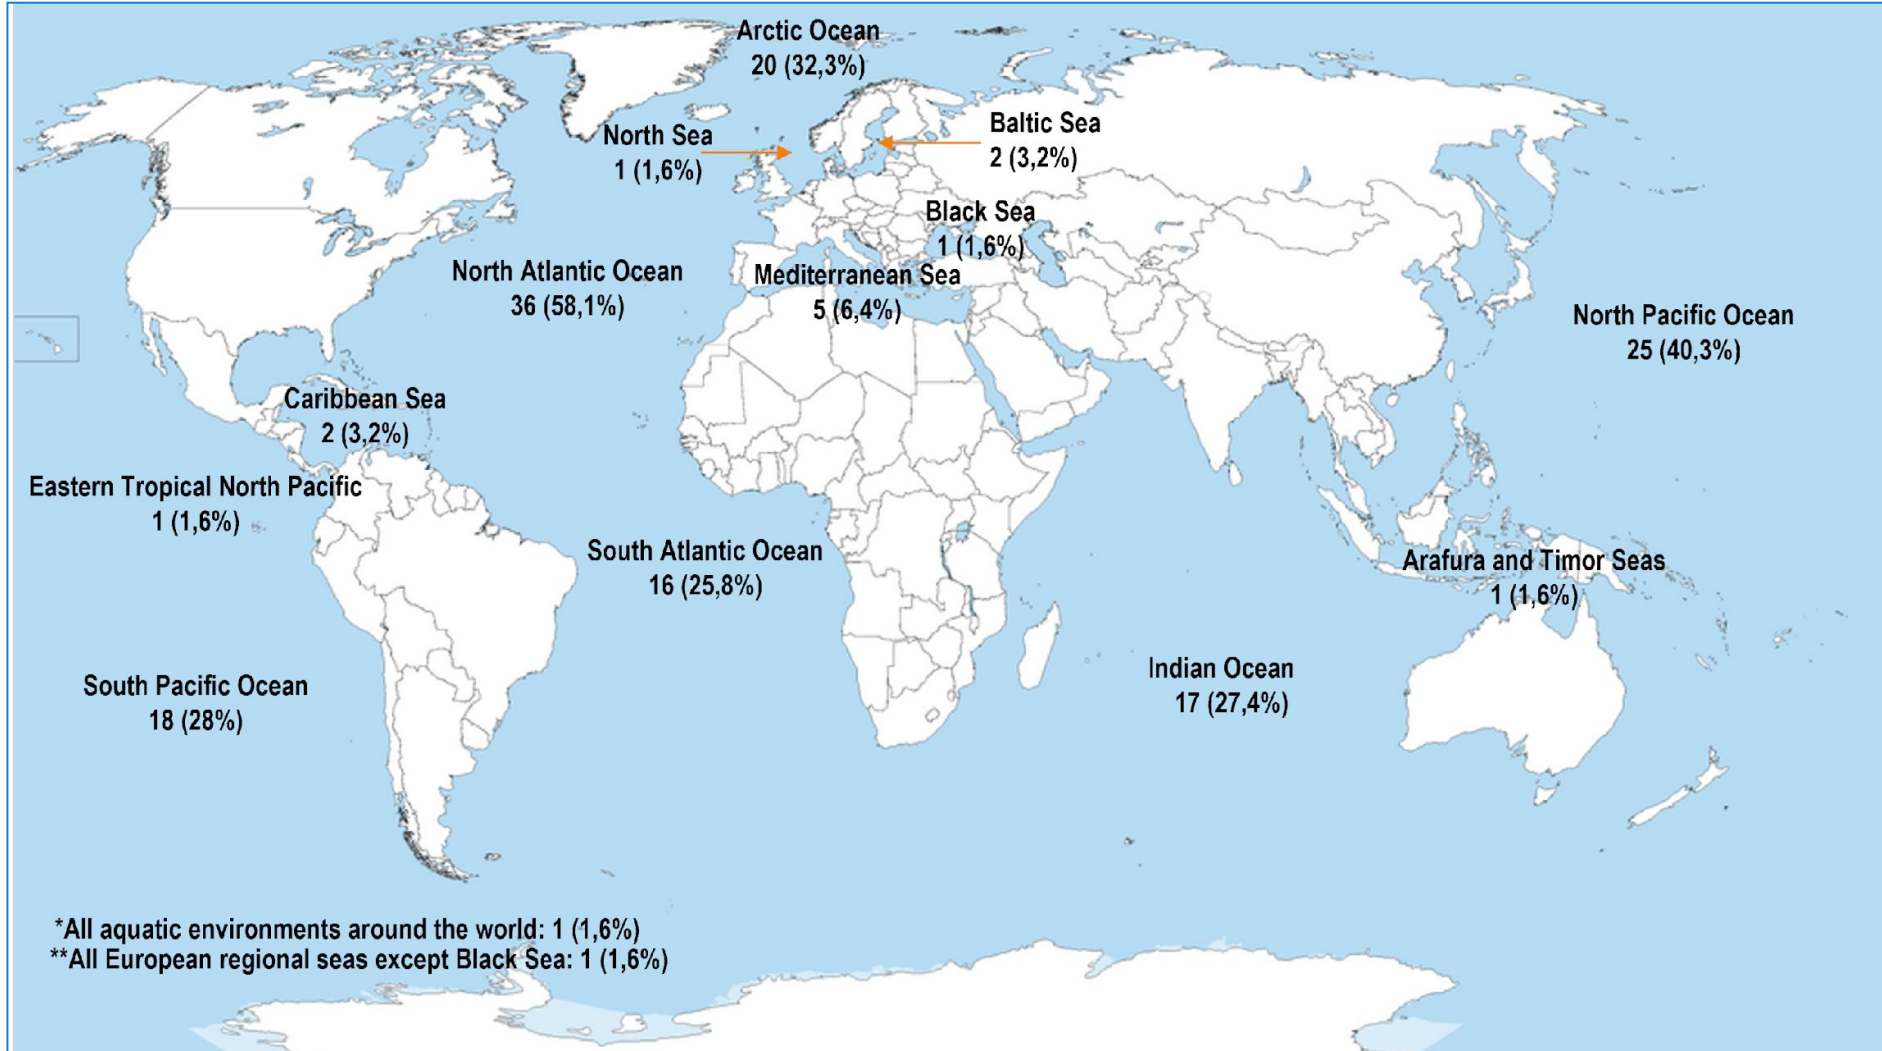 Arctic Ocean
20 (32,3%)
North Sea
1 (1,6%)
Baltic Sea
2 (3,2%)
Black Sea
1 (1,6%)
North Atlantic Ocean
36 (58,1%)
Mediterranean Sea
5 (6,4%)
North Pacific Ocean
25 (40,3%)
Caribbean Sea
2 (3,2%)
Eastern Tropical North Pacific
1 (1,6%)
South Atlantic Ocean
16 (25,8%)
Arafura and Timor Seas
1 (1,6%)
South Pacific Ocean
18 (28%)
Indian Ocean
17 (27,4%)
*All aquatic environments around the world: 1 (1,6%)
**All European regional seas except Black Sea: 1 (1,6%)